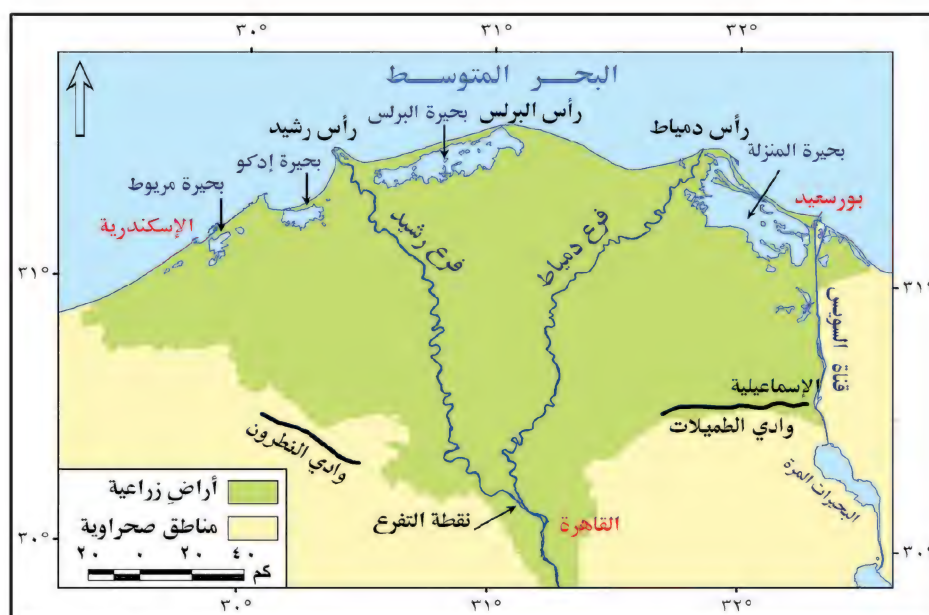 ٣٠°
٣١°
٣٢°
البحر المتوسط
رأس البرلس
رأس رشيد
رأس دمياط
بحيرة البرلس
بحيرة المنزلة
بحيرة إدكو
بحيرة مريوط
بورسعيد
الإسكندرية
فرع رشيد
فرع دمياط
٣١°
٣١°
قناة السويس
الإسماعيلية
وادي الطميلات
وادي النطرون
البحيرات المرة
نقطة التفرع
القاهرة
أراضٍ زراعية
مناطق صحراوية
٢٠ ٠ ٢٠ ٤٠
كم
٣٠°
٣٠°
٣٠°
٣١°
٣٢°